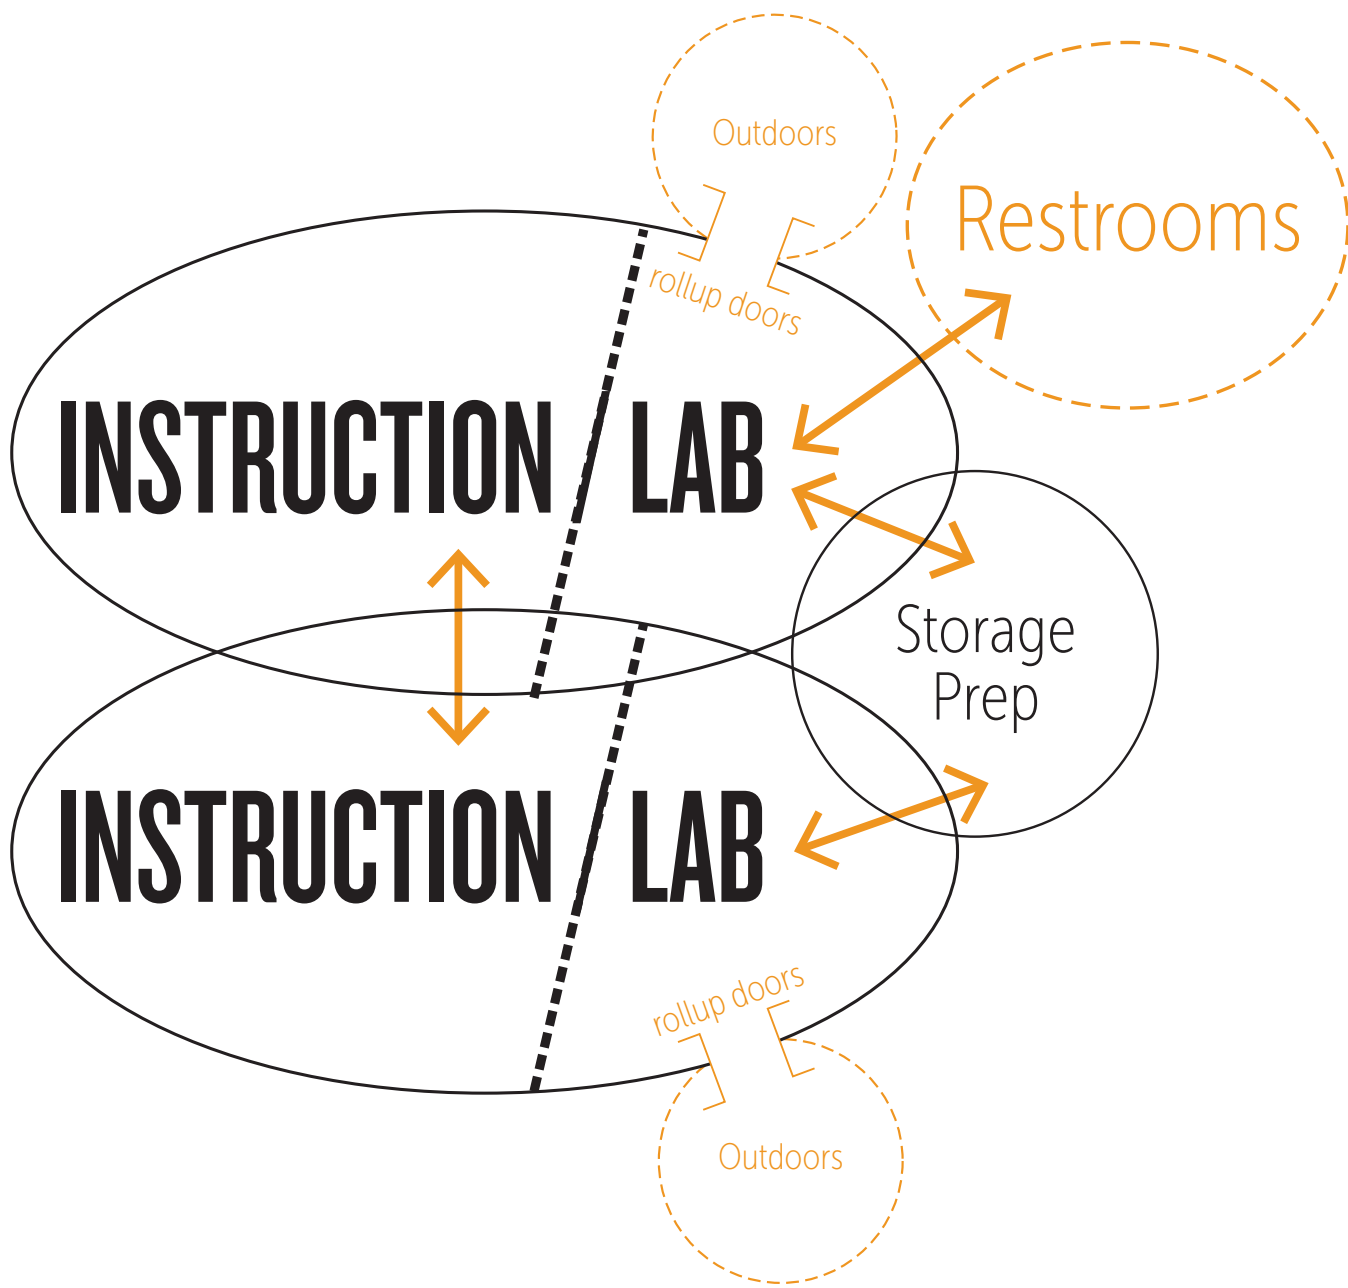 Outdoors
Restrooms
rollup doors
INSTRUCTION LAB
Storage
Prep
INSTRUCTION LAB
rollup doors
Outdoors